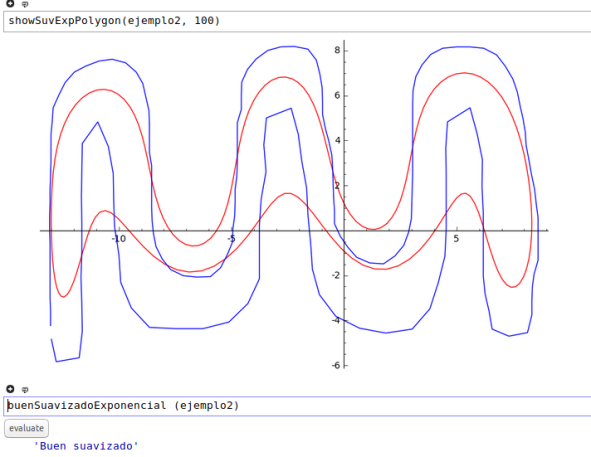 showSuvExpPolygon(ejemplo2, 100)
8
6
4
2
-10
-5
5
-2
-4
-6
buenSuavizadoExponencial (ejemplo2)
evaluate
'Buen suavizado'